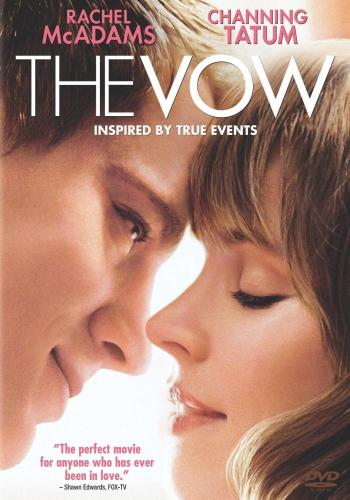 RACHEL
McADAMS
CHANNING
TATUM
THE VOW
INSPIRED BY TRUE EVENTS
"The perfect movie
for anyone who has ever
been in love."
– Shawn Edwards, FOX-TV
DVD